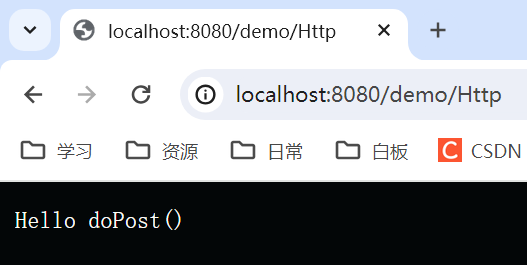 localhost:8080/demo/Http
localhost:8080/demo/Http
学习 资源 日常 白板 C CSDN
Hello doPost()